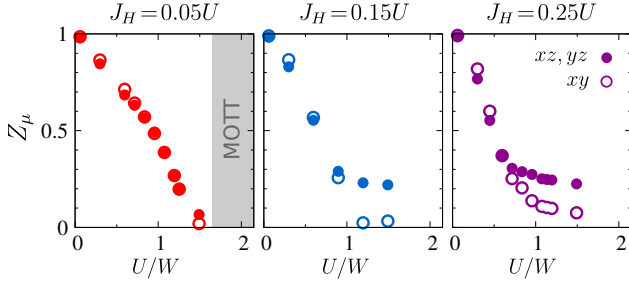 J_H=0.05U J_H=0.15U J_H=0.25U
1
xz, yz
xy
Z_μ
0.5
MOTT
0
0 1 2 0 1 2 0 1 2
U/W U/W U/W